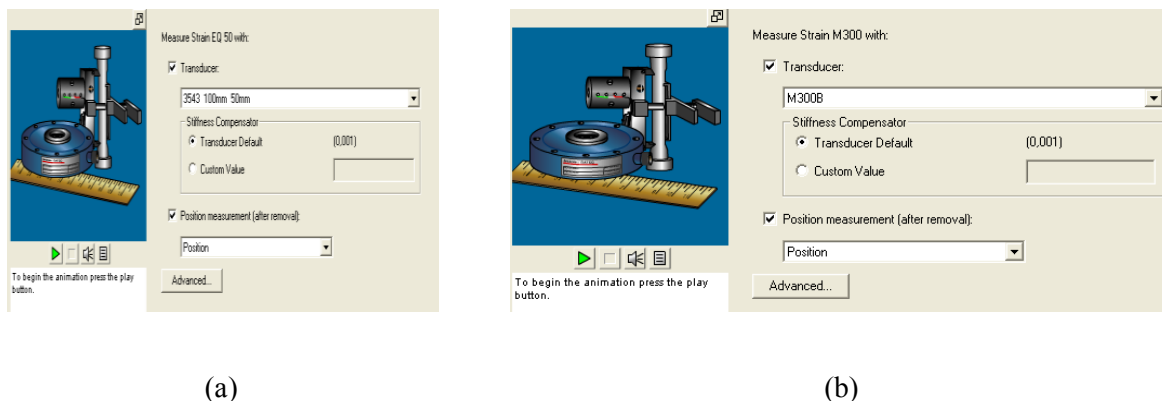 Measure Strain EQ 50 with:
Transducer:
3543 100mm 50mm
Stiffness Compensator
Transducer Default (0,001)
Custom Value
Position measurement (after removal):
Position
To begin the animation press the play
button.
Advanced...
Measure Strain M300 with:
Transducer:
M300B
Stiffness Compensator
Transducer Default (0,001)
Custom Value
Position measurement (after removal):
Position
To begin the animation press the play
button.
Advanced...
(a)
(b)